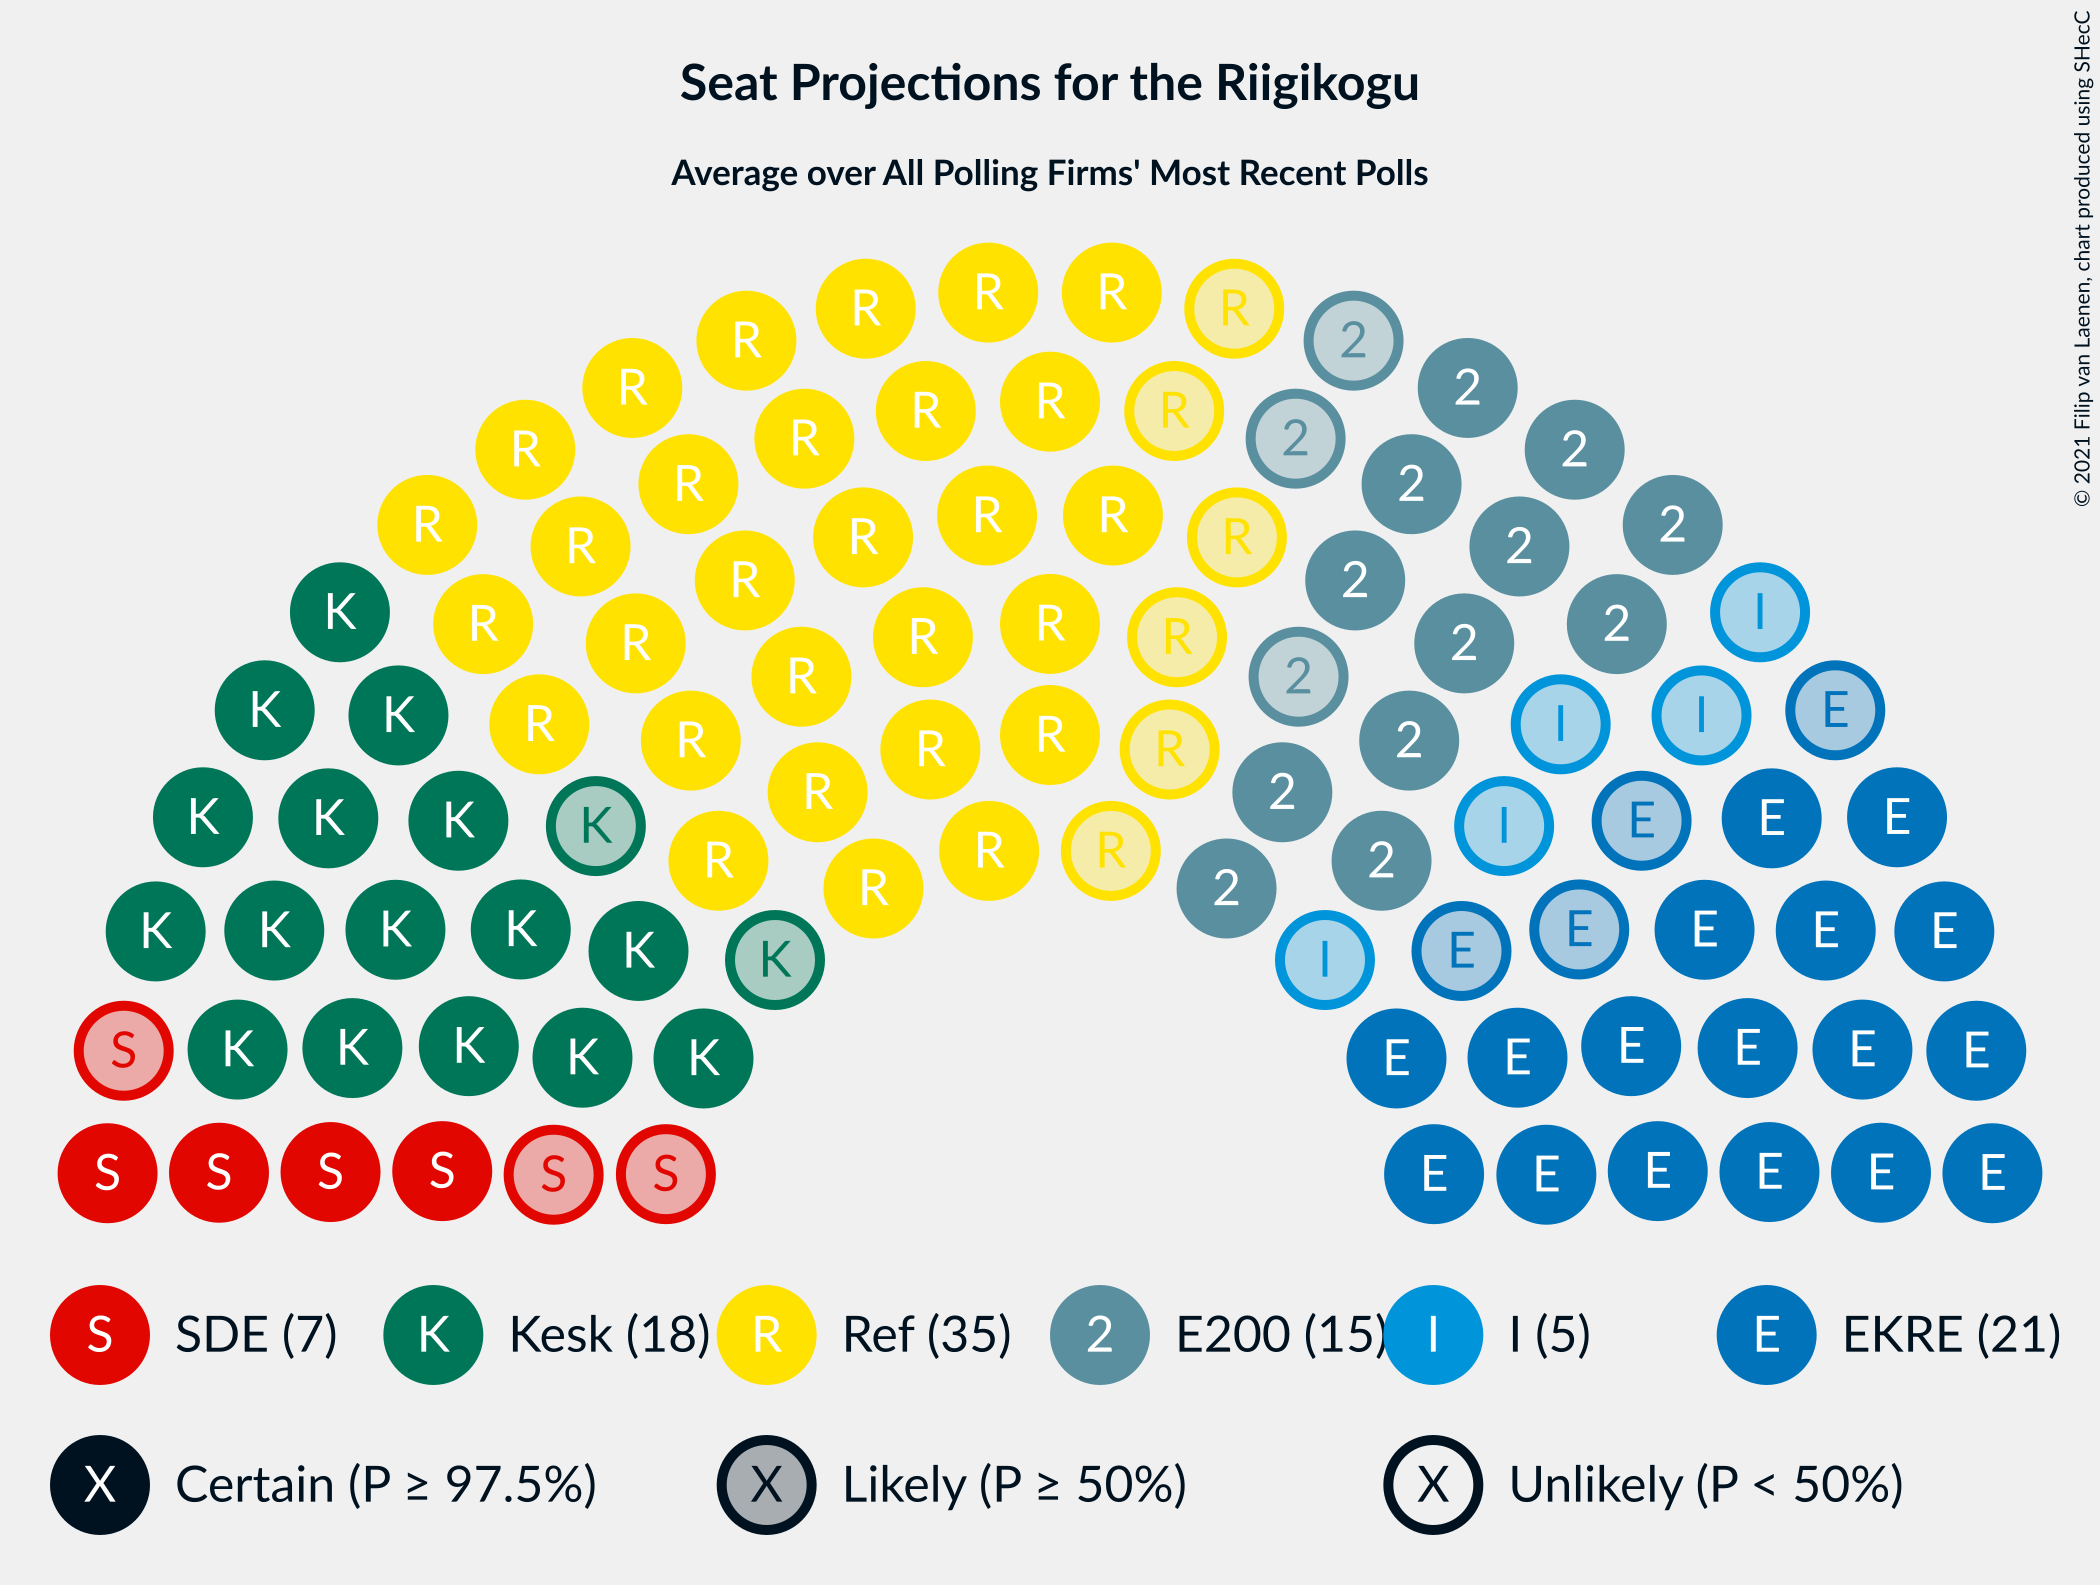 © 2021 Filip van Laenen, chart produced using SHecC
Seat Projections for the Riigikogu
Average over All Polling Firms' Most Recent Polls
R R
R R
R 2
R 2
R R R
R 2
R 2
R 2
R R R 2
R R R 2
R 2
K I
R R R R R 2 2
R 2
K K R I I E
R R R R 2
R 2
K K K K I E E E
R R R 2
R 2
K K K K K K I E E E E E
S K K K K K E E E E E E
S S S S S S E E E E E E
S SDE (7) K Kesk (18) R Ref (35) 2 E200 (15) I I (5) E EKRE (21)
X Certain (P ≥ 97.5%) X Likely (P ≥ 50%) X Unlikely (P < 50%)